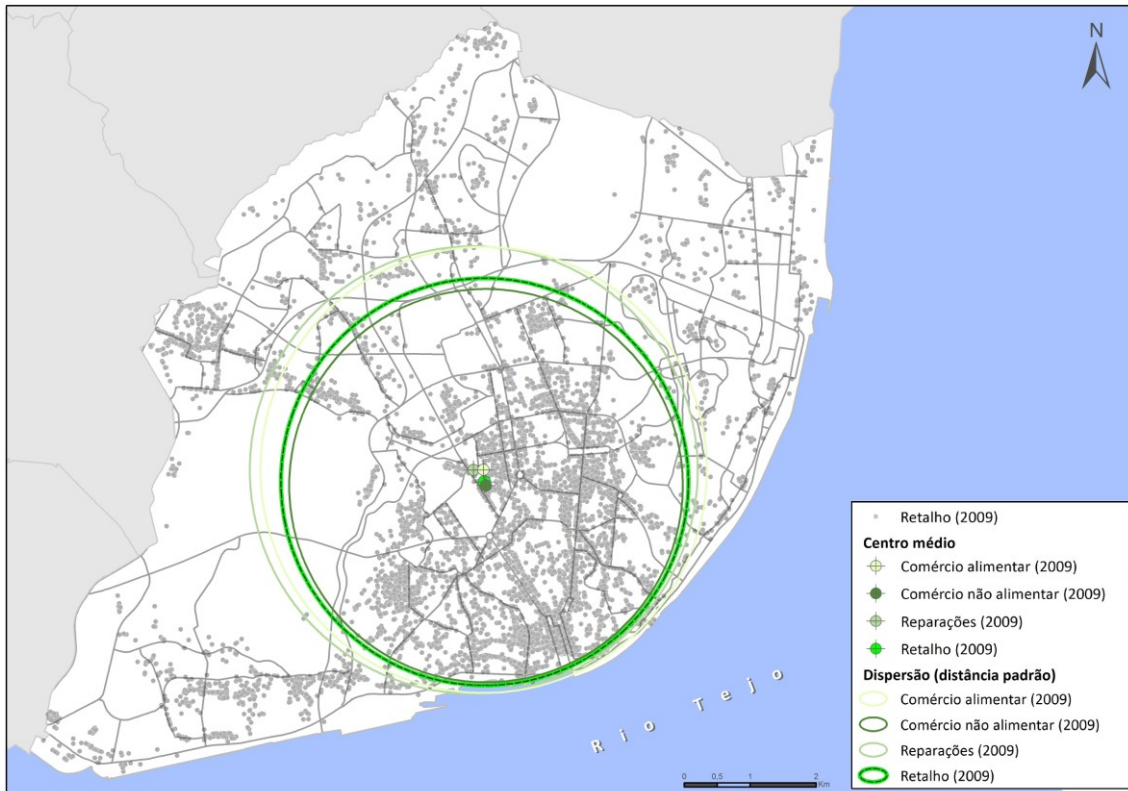 N
Rio Tejo
0 0,5 1 2
Km
Retalho (2009)
Centro médio
Comércio alimentar (2009)
Comércio não alimentar (2009)
Reparações (2009)
Retalho (2009)
Dispersão (distância padrão)
Comércio alimentar (2009)
Comércio não alimentar (2009)
Reparações (2009)
Retalho (2009)